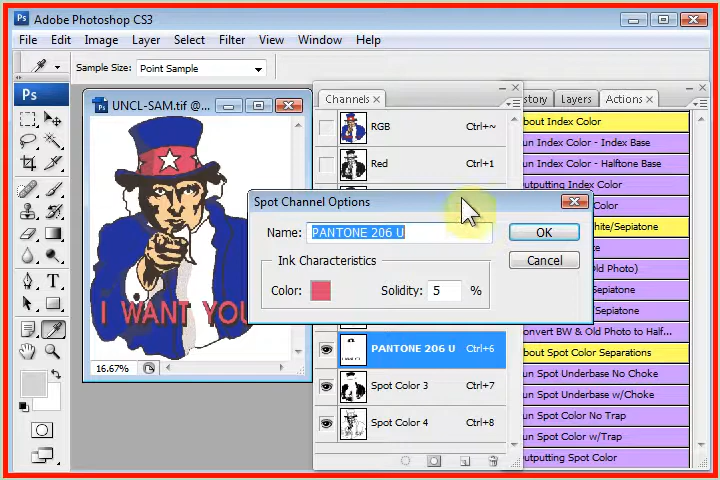 Ps Adobe Photoshop CS3
File Edit Image Layer Select Filter View Window Help
Sample Size: Point Sample
Ps
UNCL-SAM.tif @...
I WANT YOU
16.67%
Channels ×
RGB Ctrl+~
Red Ctrl+1
Spot Channel Options
Name: PANTONE 206 U
OK
Ink Characteristics
Cancel
Color:
Solidity: 5 %
PANTONE 206 U Ctrl+6
Spot Color 3 Ctrl+7
Spot Color 4 Ctrl+8
story Layers Actions ×
bout Index Color
un Index Color - Index Base
un Index Color - Halftone Base
utputting Index Color
r
White/Sepiatone
d Photo)
Sepiatone
piatone
onvert BW & Old Photo to Half...
bout Spot Color Separations
un Spot Underbase No Choke
un Spot Underbase w/Choke
un Spot Color No Trap
un Spot Color w/Trap
utputting Spot Color